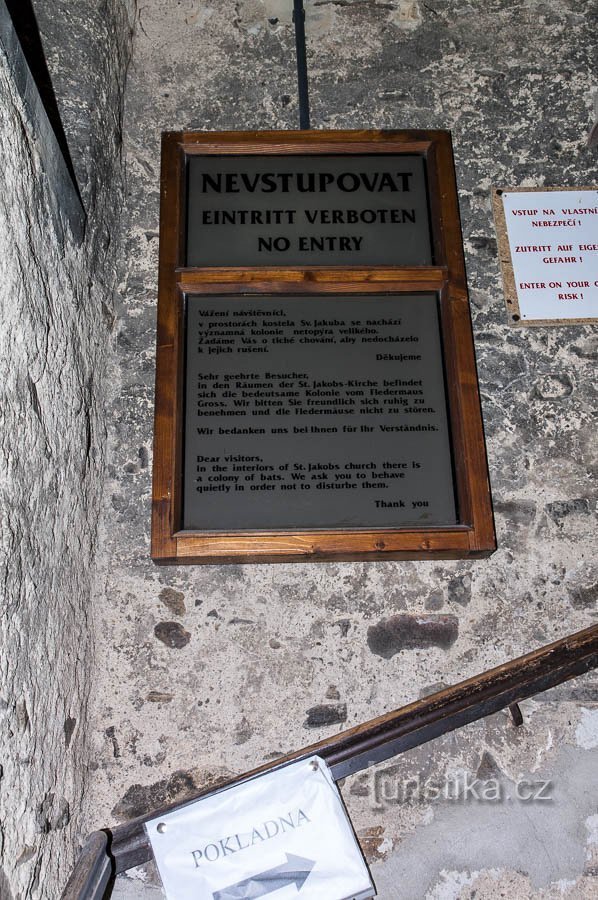 NEVSTUPOVAT
EINTRITT VERBOTEN
NO ENTRY
Vážení návštěvníci,
v prostorách kostela Sv. Jakuba se nachází
významná kolonie netopýra velikého.
Žádáme Vás o tiché chování, aby nedocházelo
k jejich rušení.
Děkujeme
Sehr geehrte Besucher,
in den Räumen der St. Jakobs-Kirche befindet
sich die bedeutsame Kolonie vom Fledermaus
Gross. Wir bitten Sie freundlich sich ruhig zu
benehmen und die Fledermäuse nicht zu stören.
Wir bedanken uns bei Ihnen für Ihr Verständnis.
Dear visitors,
In the interiors of St. Jakobs church there is
a colony of bats. We ask you to behave
quietly in order not to disturbe them.
Thank you
VSTUP NA VLASTNÍ
NEBEZPEČÍ !
ZUTRITT AUF EIGE
GEFAHR !
ENTER ON YOUR O
RISK !
POKLADNA
Turistika.cz